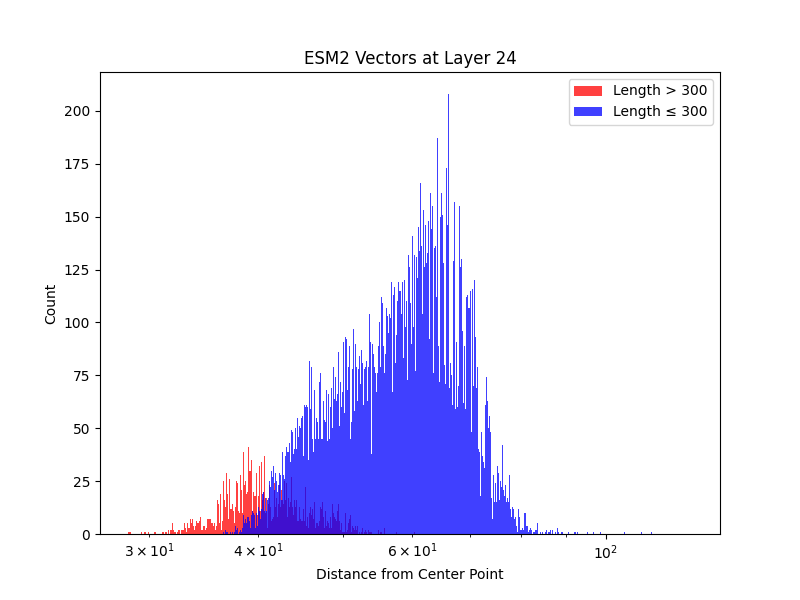 ESM2 Vectors at Layer 24
Length > 300
Length ≤ 300
Count
200
175
150
125
100
75
50
25
0
3 × 10¹
4 × 10¹
6 × 10¹
10²
Distance from Center Point